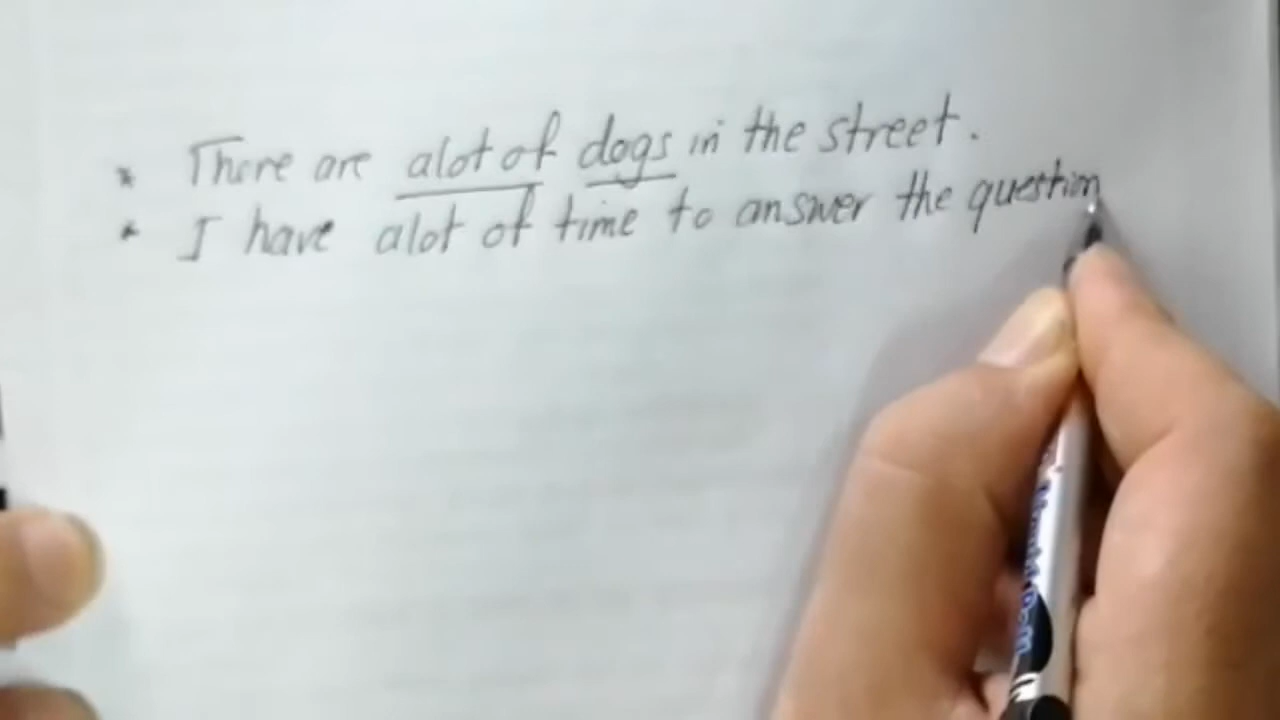 * There are alot of dogs in the street.
* I have alot of time to answer the question